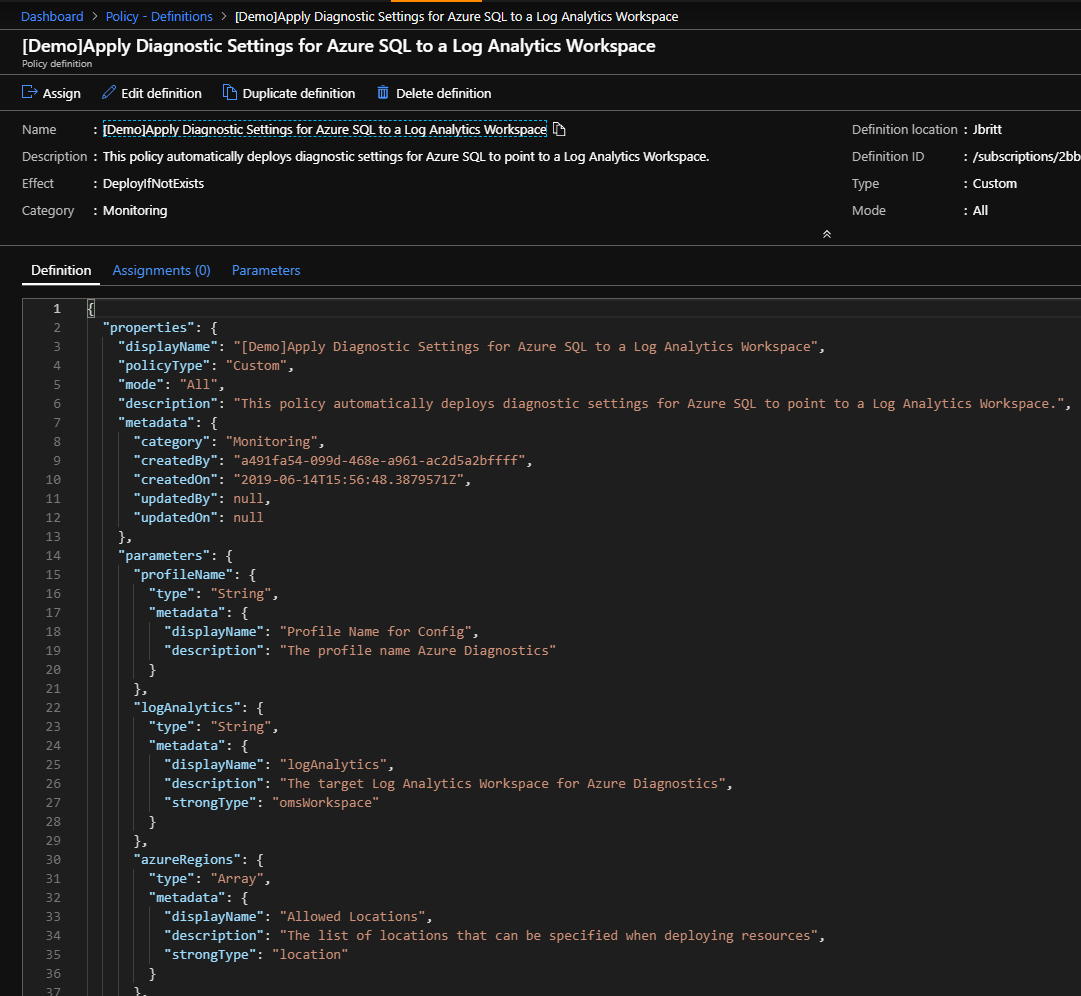 Dashboard > Policy - Definitions > [Demo]Apply Diagnostic Settings for Azure SQL to a Log Analytics Workspace
[Demo]Apply Diagnostic Settings for Azure SQL to a Log Analytics Workspace
Policy definition
Assign Edit definition Duplicate definition Delete definition
Name : [Demo]Apply Diagnostic Settings for Azure SQL to a Log Analytics Workspace
Definition location : Jbritt
Description : This policy automatically deploys diagnostic settings for Azure SQL to point to a Log Analytics Workspace.
Definition ID : /subscriptions/2bb
Effect : DeployIfNotExists
Type : Custom
Category : Monitoring
Mode : All
Definition Assignments (0) Parameters
1 {
2 "properties": {
3 "displayName": "[Demo]Apply Diagnostic Settings for Azure SQL to a Log Analytics Workspace",
4 "policyType": "Custom",
5 "mode": "All",
6 "description": "This policy automatically deploys diagnostic settings for Azure SQL to point to a Log Analytics Workspace.",
7 "metadata": {
8 "category": "Monitoring",
9 "createdBy": "a491fa54-099d-468e-a961-ac2d5a2bffff",
10 "createdOn": "2019-06-14T15:56:48.3879571Z",
11 "updatedBy": null,
12 "updatedOn": null
13 },
14 "parameters": {
15 "profileName": {
16 "type": "String",
17 "metadata": {
18 "displayName": "Profile Name for Config",
19 "description": "The profile name Azure Diagnostics"
20 }
21 },
22 "logAnalytics": {
23 "type": "String",
24 "metadata": {
25 "displayName": "logAnalytics",
26 "description": "The target Log Analytics Workspace for Azure Diagnostics",
27 "strongType": "omsWorkspace"
28 }
29 },
30 "azureRegions": {
31 "type": "Array",
32 "metadata": {
33 "displayName": "Allowed Locations",
34 "description": "The list of locations that can be specified when deploying resources",
35 "strongType": "location"
36 }
37 },